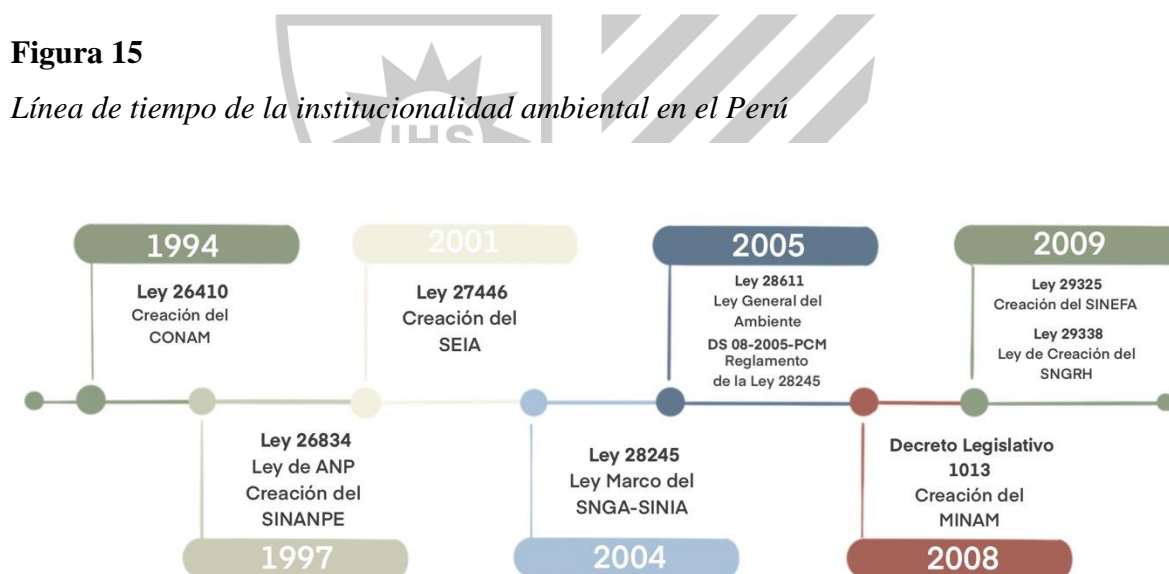 Figura 15
Línea de tiempo de la institucionalidad ambiental en el Perú
IHS
1994
Ley 26410
Creación del
CONAM
Ley 26834
Ley de ANP
Creación del
SINANPE
1997
2001
Ley 27446
Creación del
SEIA
Ley 28245
Ley Marco del
SNGA-SINIA
2004
2005
Ley 28611
Ley General del
Ambiente
DS 08-2005-PCM
Reglamento
de la Ley 28245
Decreto Legislativo
1013
Creación del
MINAM
2008
2009
Ley 29325
Creación del SINEFA
Ley 29338
Ley de Creación del
SNGRH